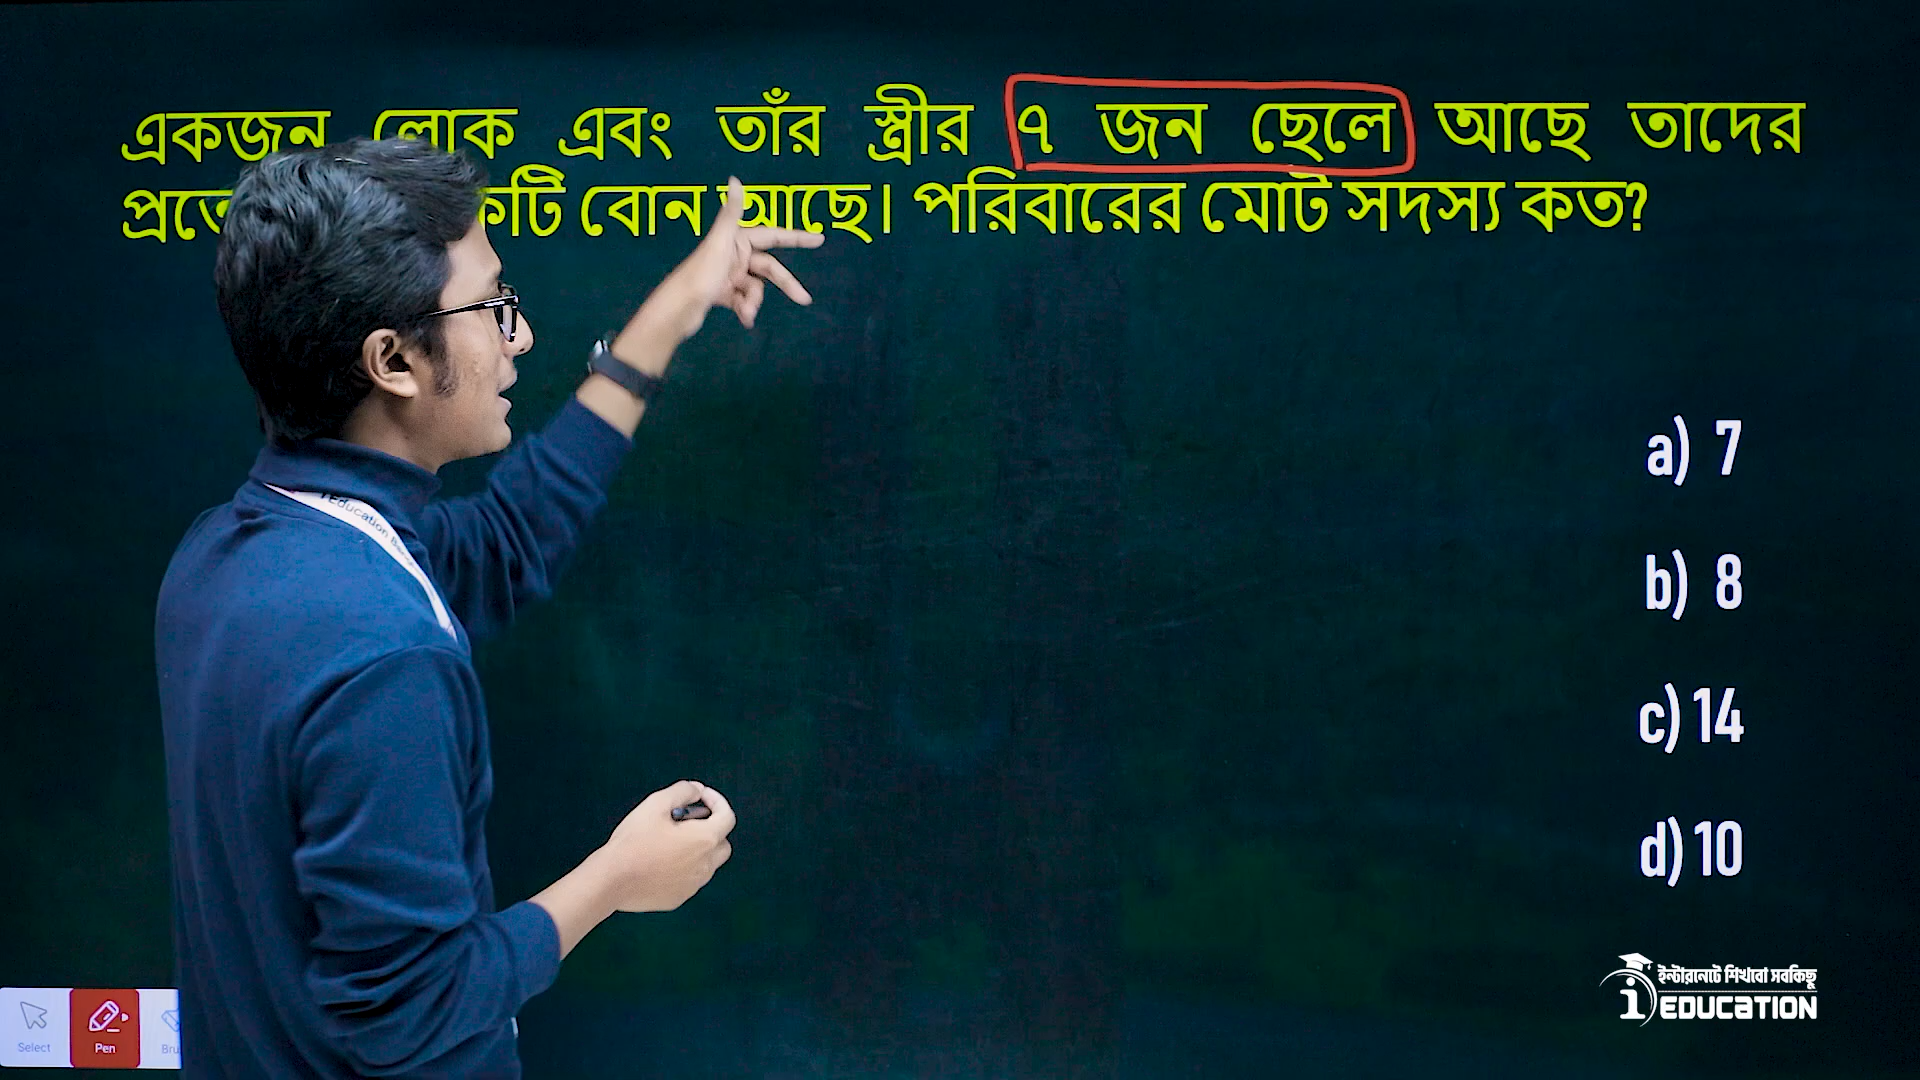 একজন লোক এবং তাঁর স্ত্রীর ৭ জন ছেলে আছে তাদের
বোন আছে। পরিবারের মোট সদস্য কত?
a) 7
b) 8
c) 14
d) 10
ইন্টারনেটে শিখবো সবকিছু
iEDUCATION
Education
Select
Pen